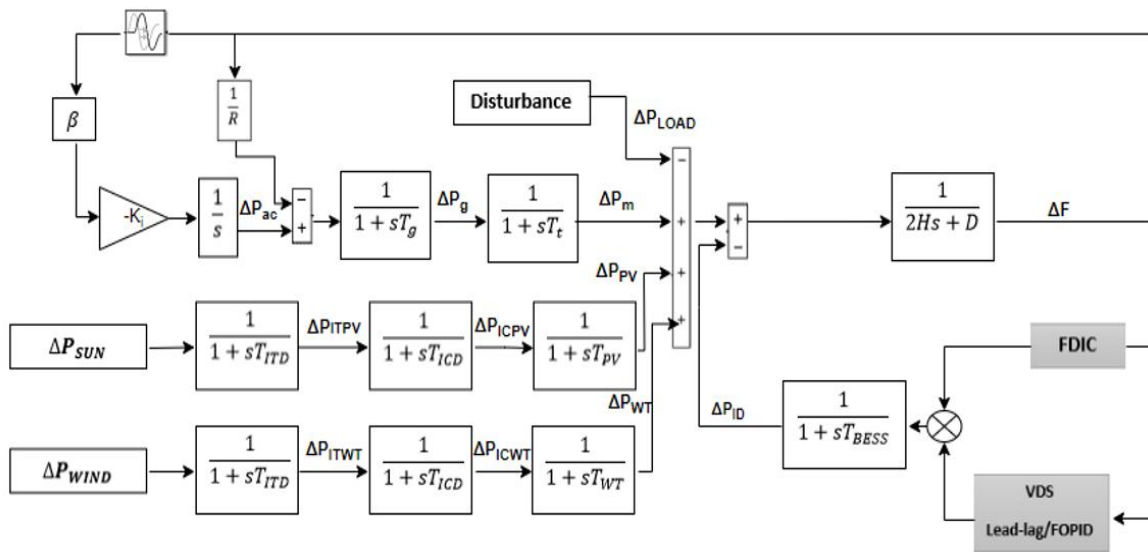 β
1
R
Disturbance
ΔP_LOAD
-K_i
1
s
ΔP_ac
−
+
1
1 + sT_g
ΔP_g
1
1 + sT_t
ΔP_m
−
+
+
+
+
−
1
2Hs + D
ΔF
ΔP_PV
ΔP_SUN
1
1 + sT_ITD
ΔP_ITPV
1
1 + sT_ICD
ΔP_ICPV
1
1 + sT_PV
ΔP_WT
ΔP_WIND
1
1 + sT_ITD
ΔP_ITWT
1
1 + sT_ICD
ΔP_ICWT
1
1 + sT_WT
ΔP_ID
1
1 + sT_BESS
FDIC
VDS
Lead-lag/FOPID